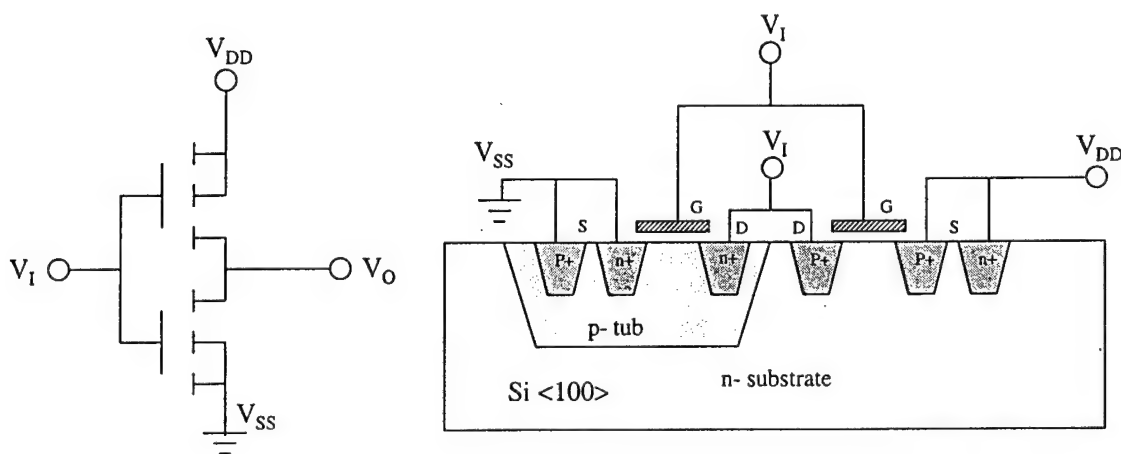 V_DD
V_I
V_O
V_SS
V_I
V_I
V_SS
V_DD
S G D D G S
P+ n+ n+ P+ P+ n+
p- tub
n- substrate
Si <100>